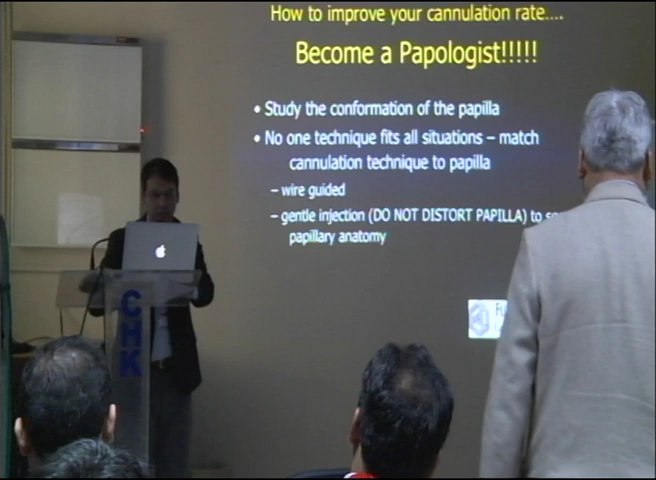 How to improve your cannulation rate....
Become a Papologist!!!!!
• Study the conformation of the papilla
• No one technique fits all situations – match
cannulation technique to papilla
– wire guided
– gentle injection (DO NOT DISTORT PAPILLA) to
papillary anatomy
CHK